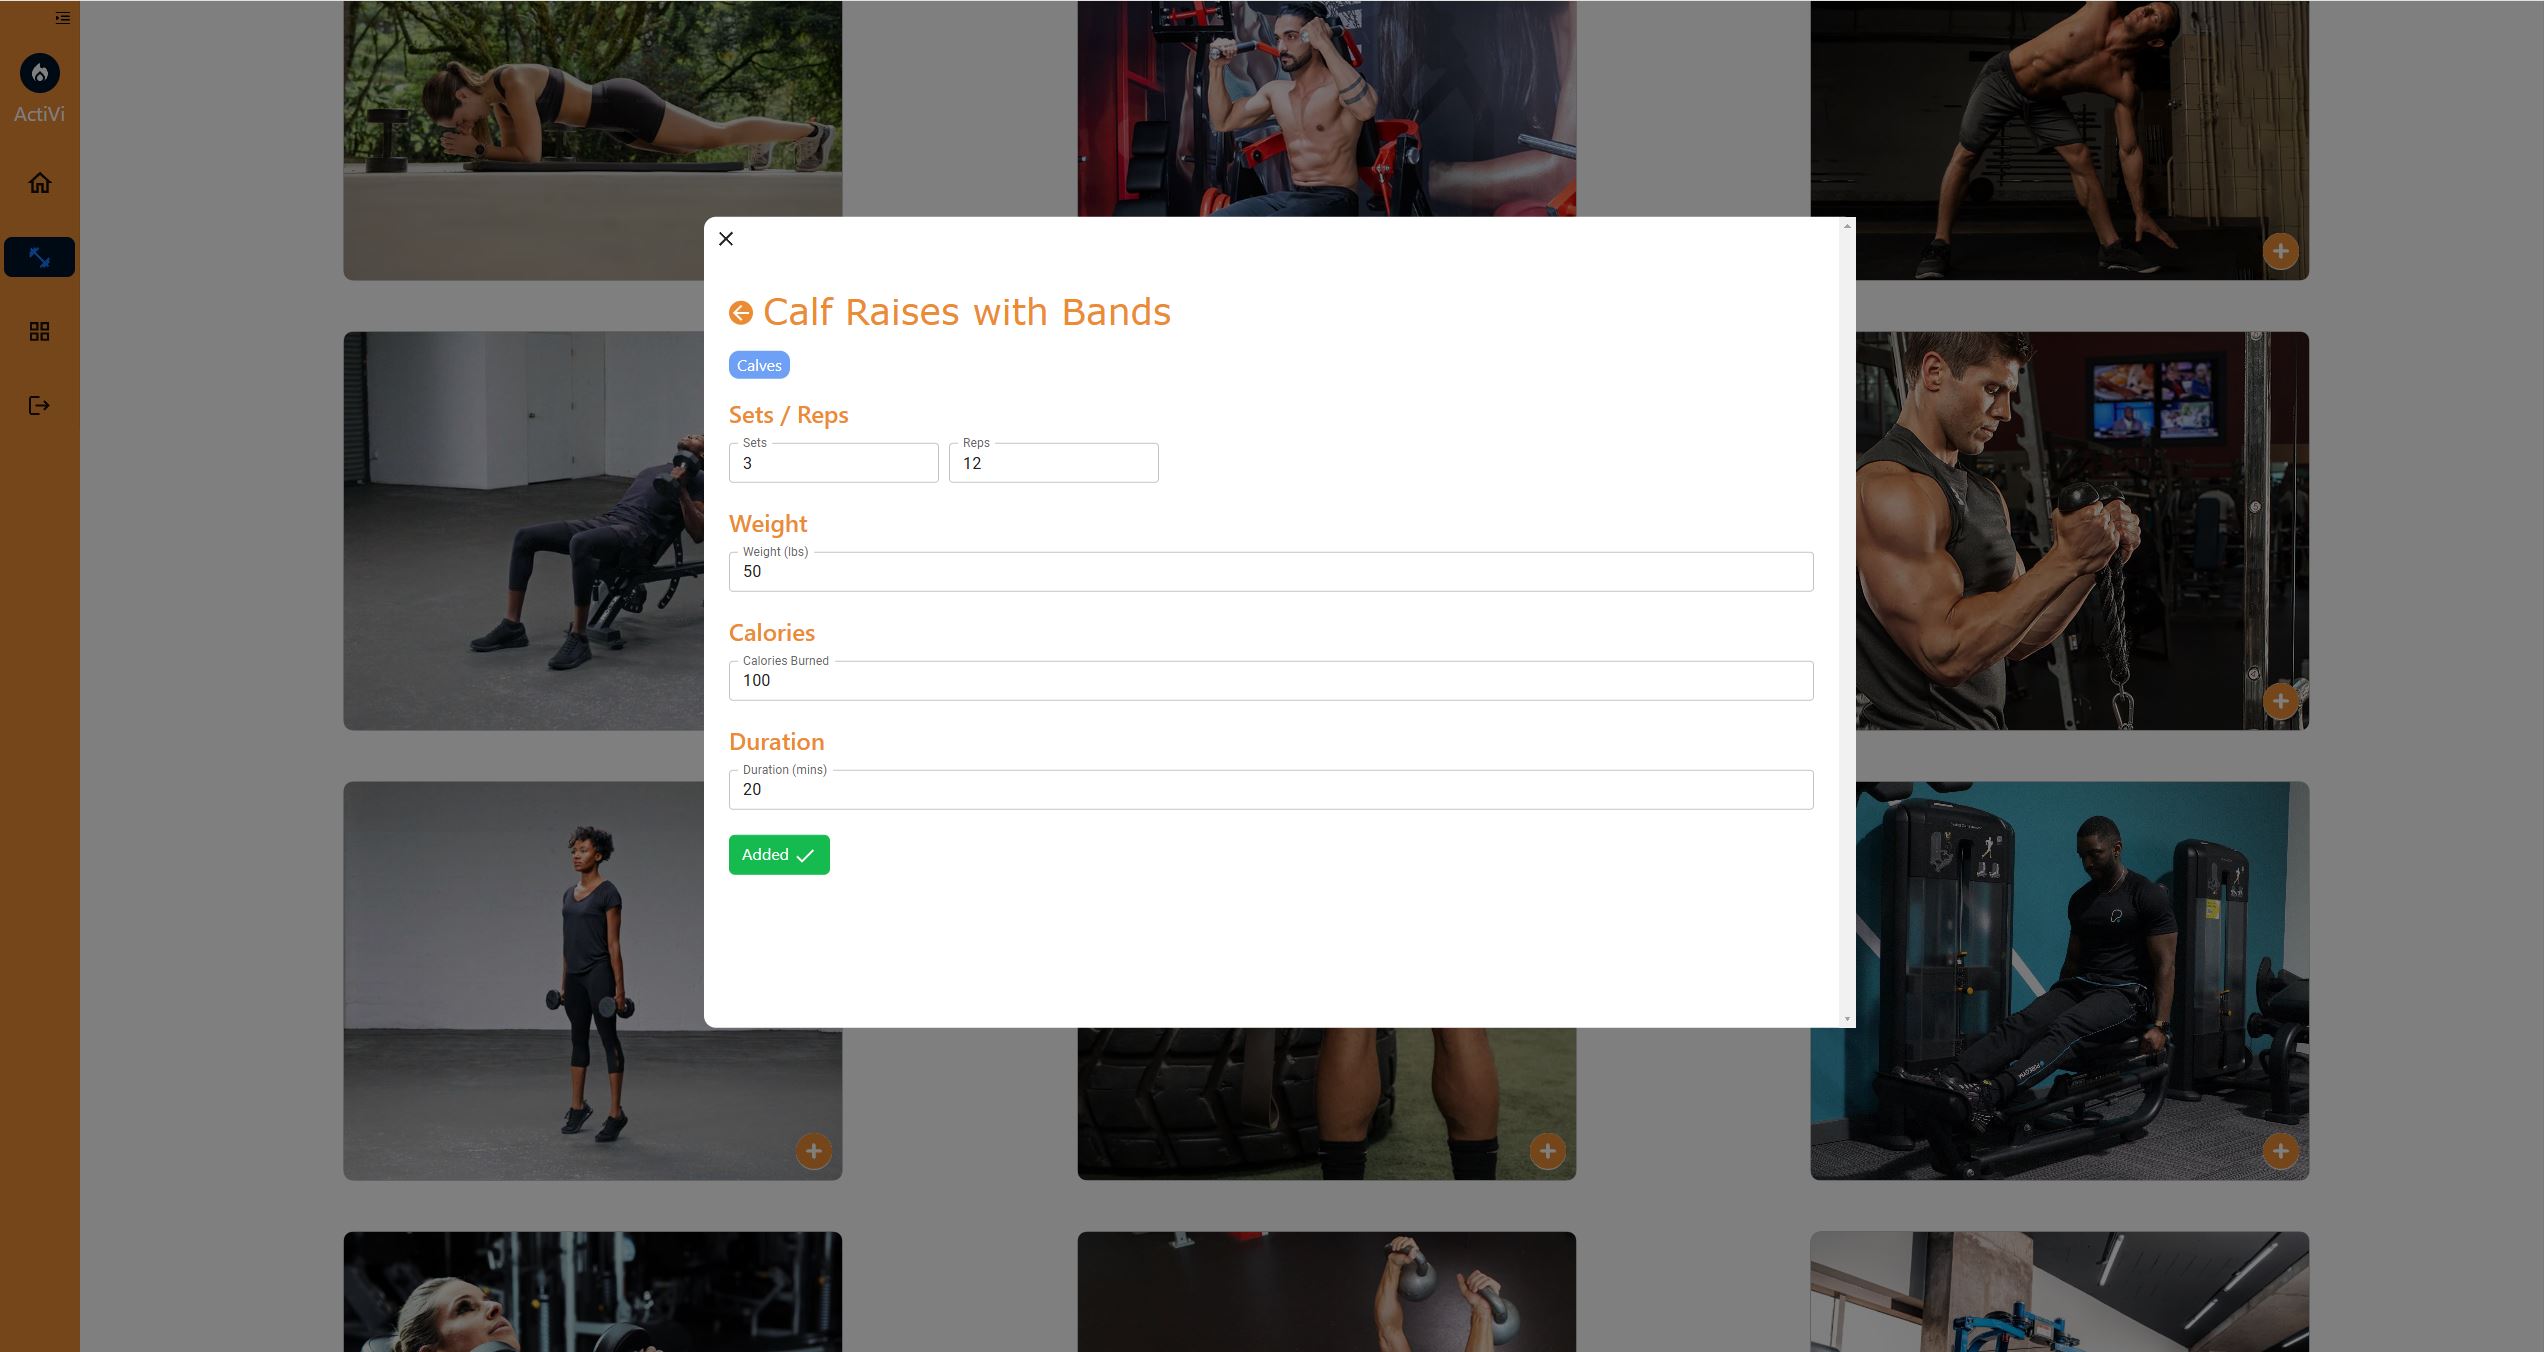 ActiVi
Calf Raises with Bands
Calves
Sets / Reps
Sets
3
Reps
12
Weight
Weight (lbs)
50
Calories
Calories Burned
100
Duration
Duration (mins)
20
Added